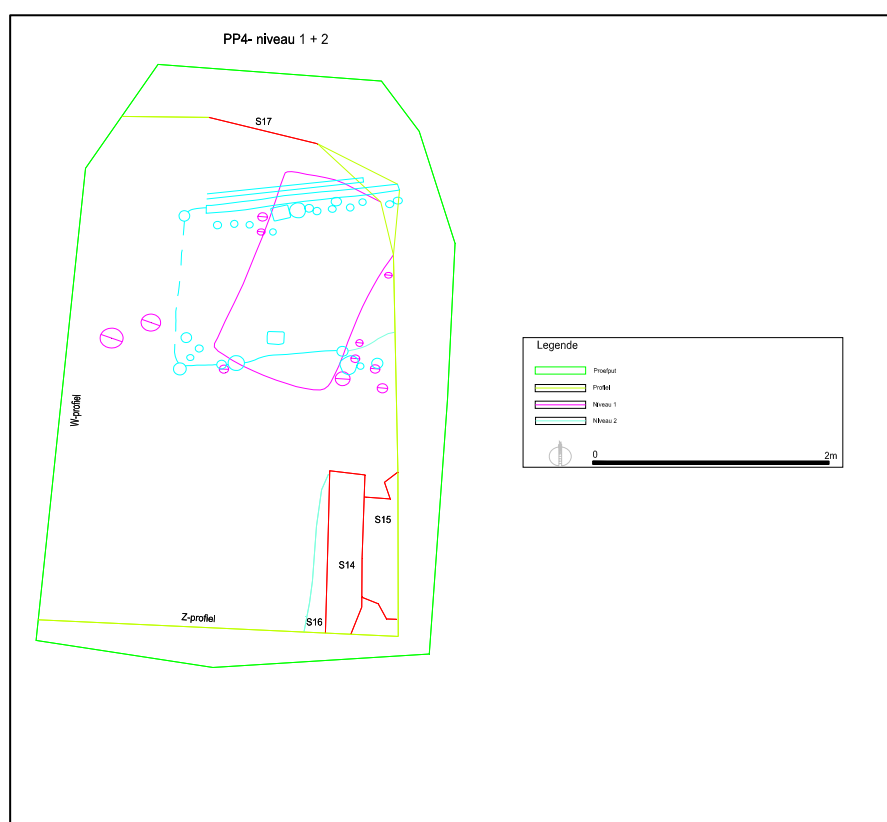 PP4- niveau 1 + 2
S17
W-profiel
S15
S14
S16
Z-profiel
Legende
Proefput
Profiel
Niveau 1
Niveau 2
0
2m